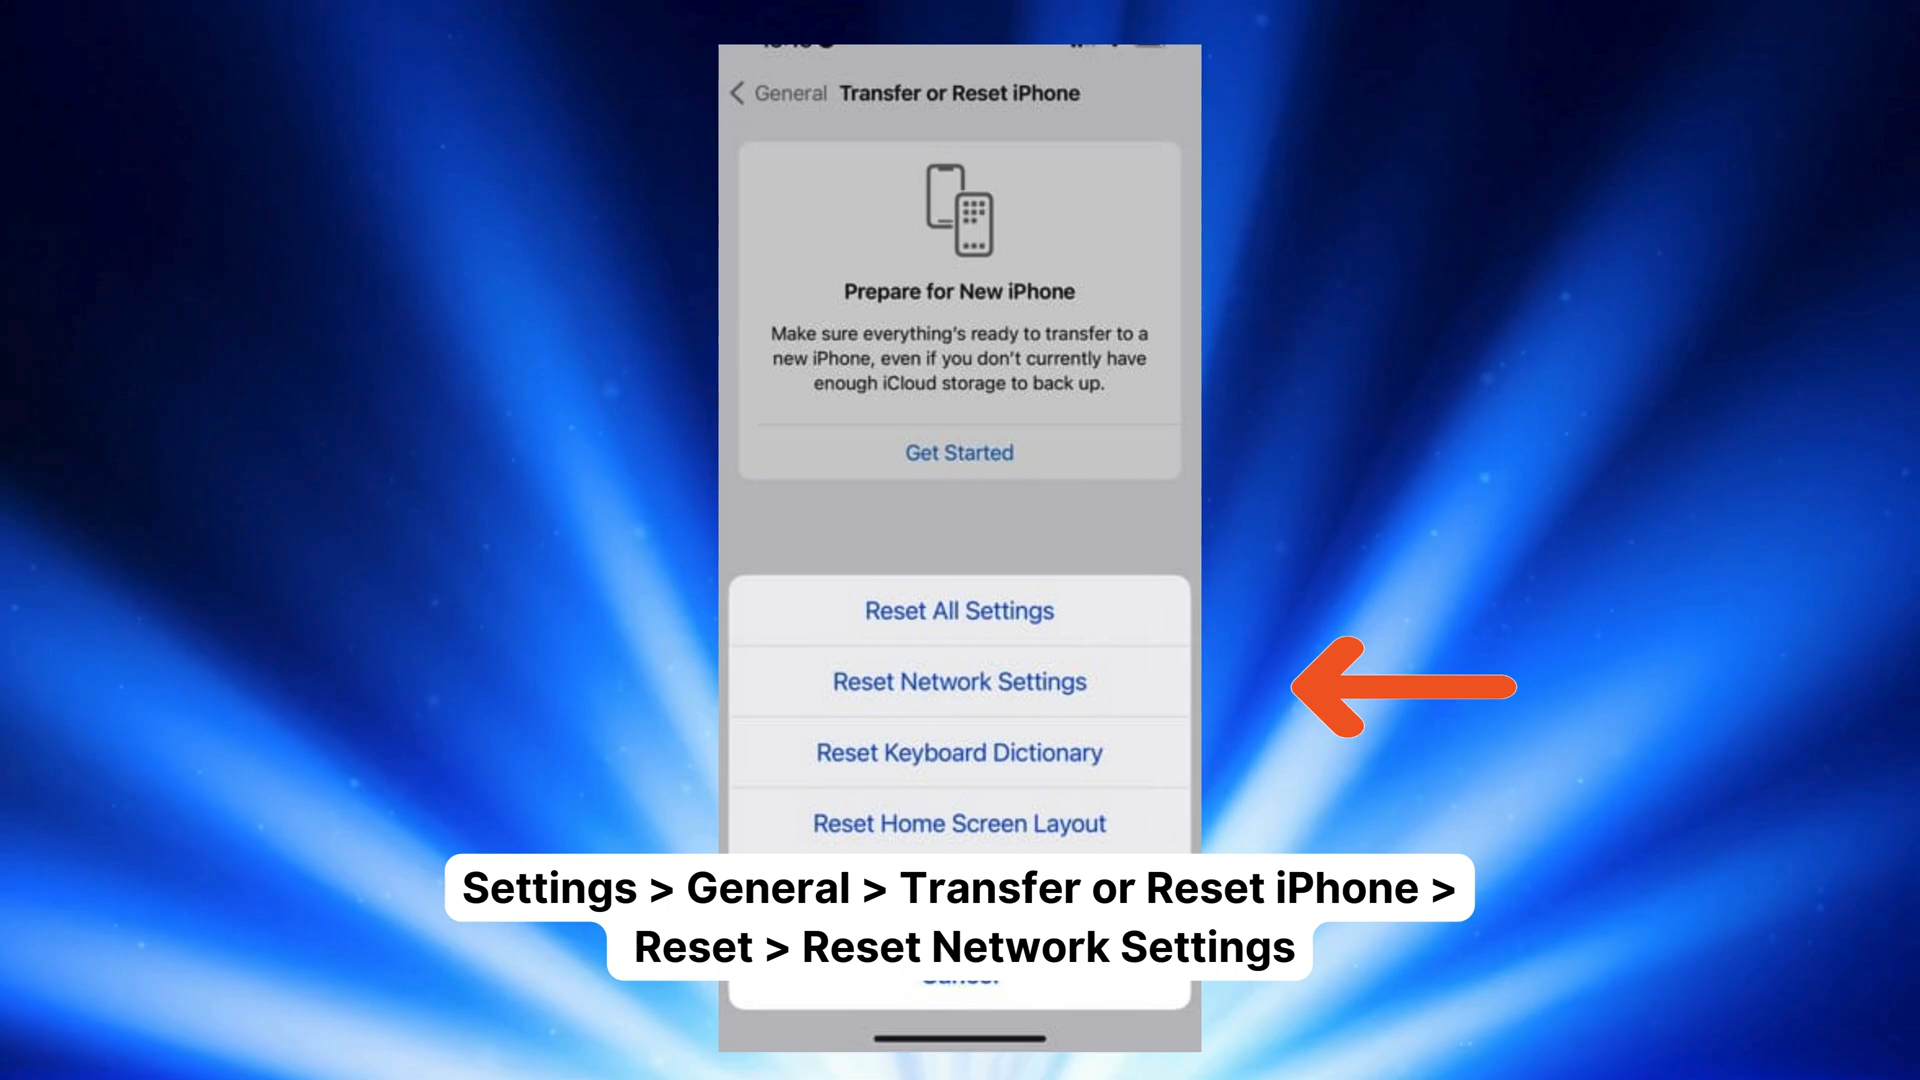 General Transfer or Reset iPhone
Prepare for New iPhone
Make sure everything's ready to transfer to a
new iPhone, even if you don't currently have
enough iCloud storage to back up.
Get Started
Reset All Settings
Reset Network Settings
Reset Keyboard Dictionary
Reset Home Screen Layout
Settings > General > Transfer or Reset iPhone >
Reset > Reset Network Settings